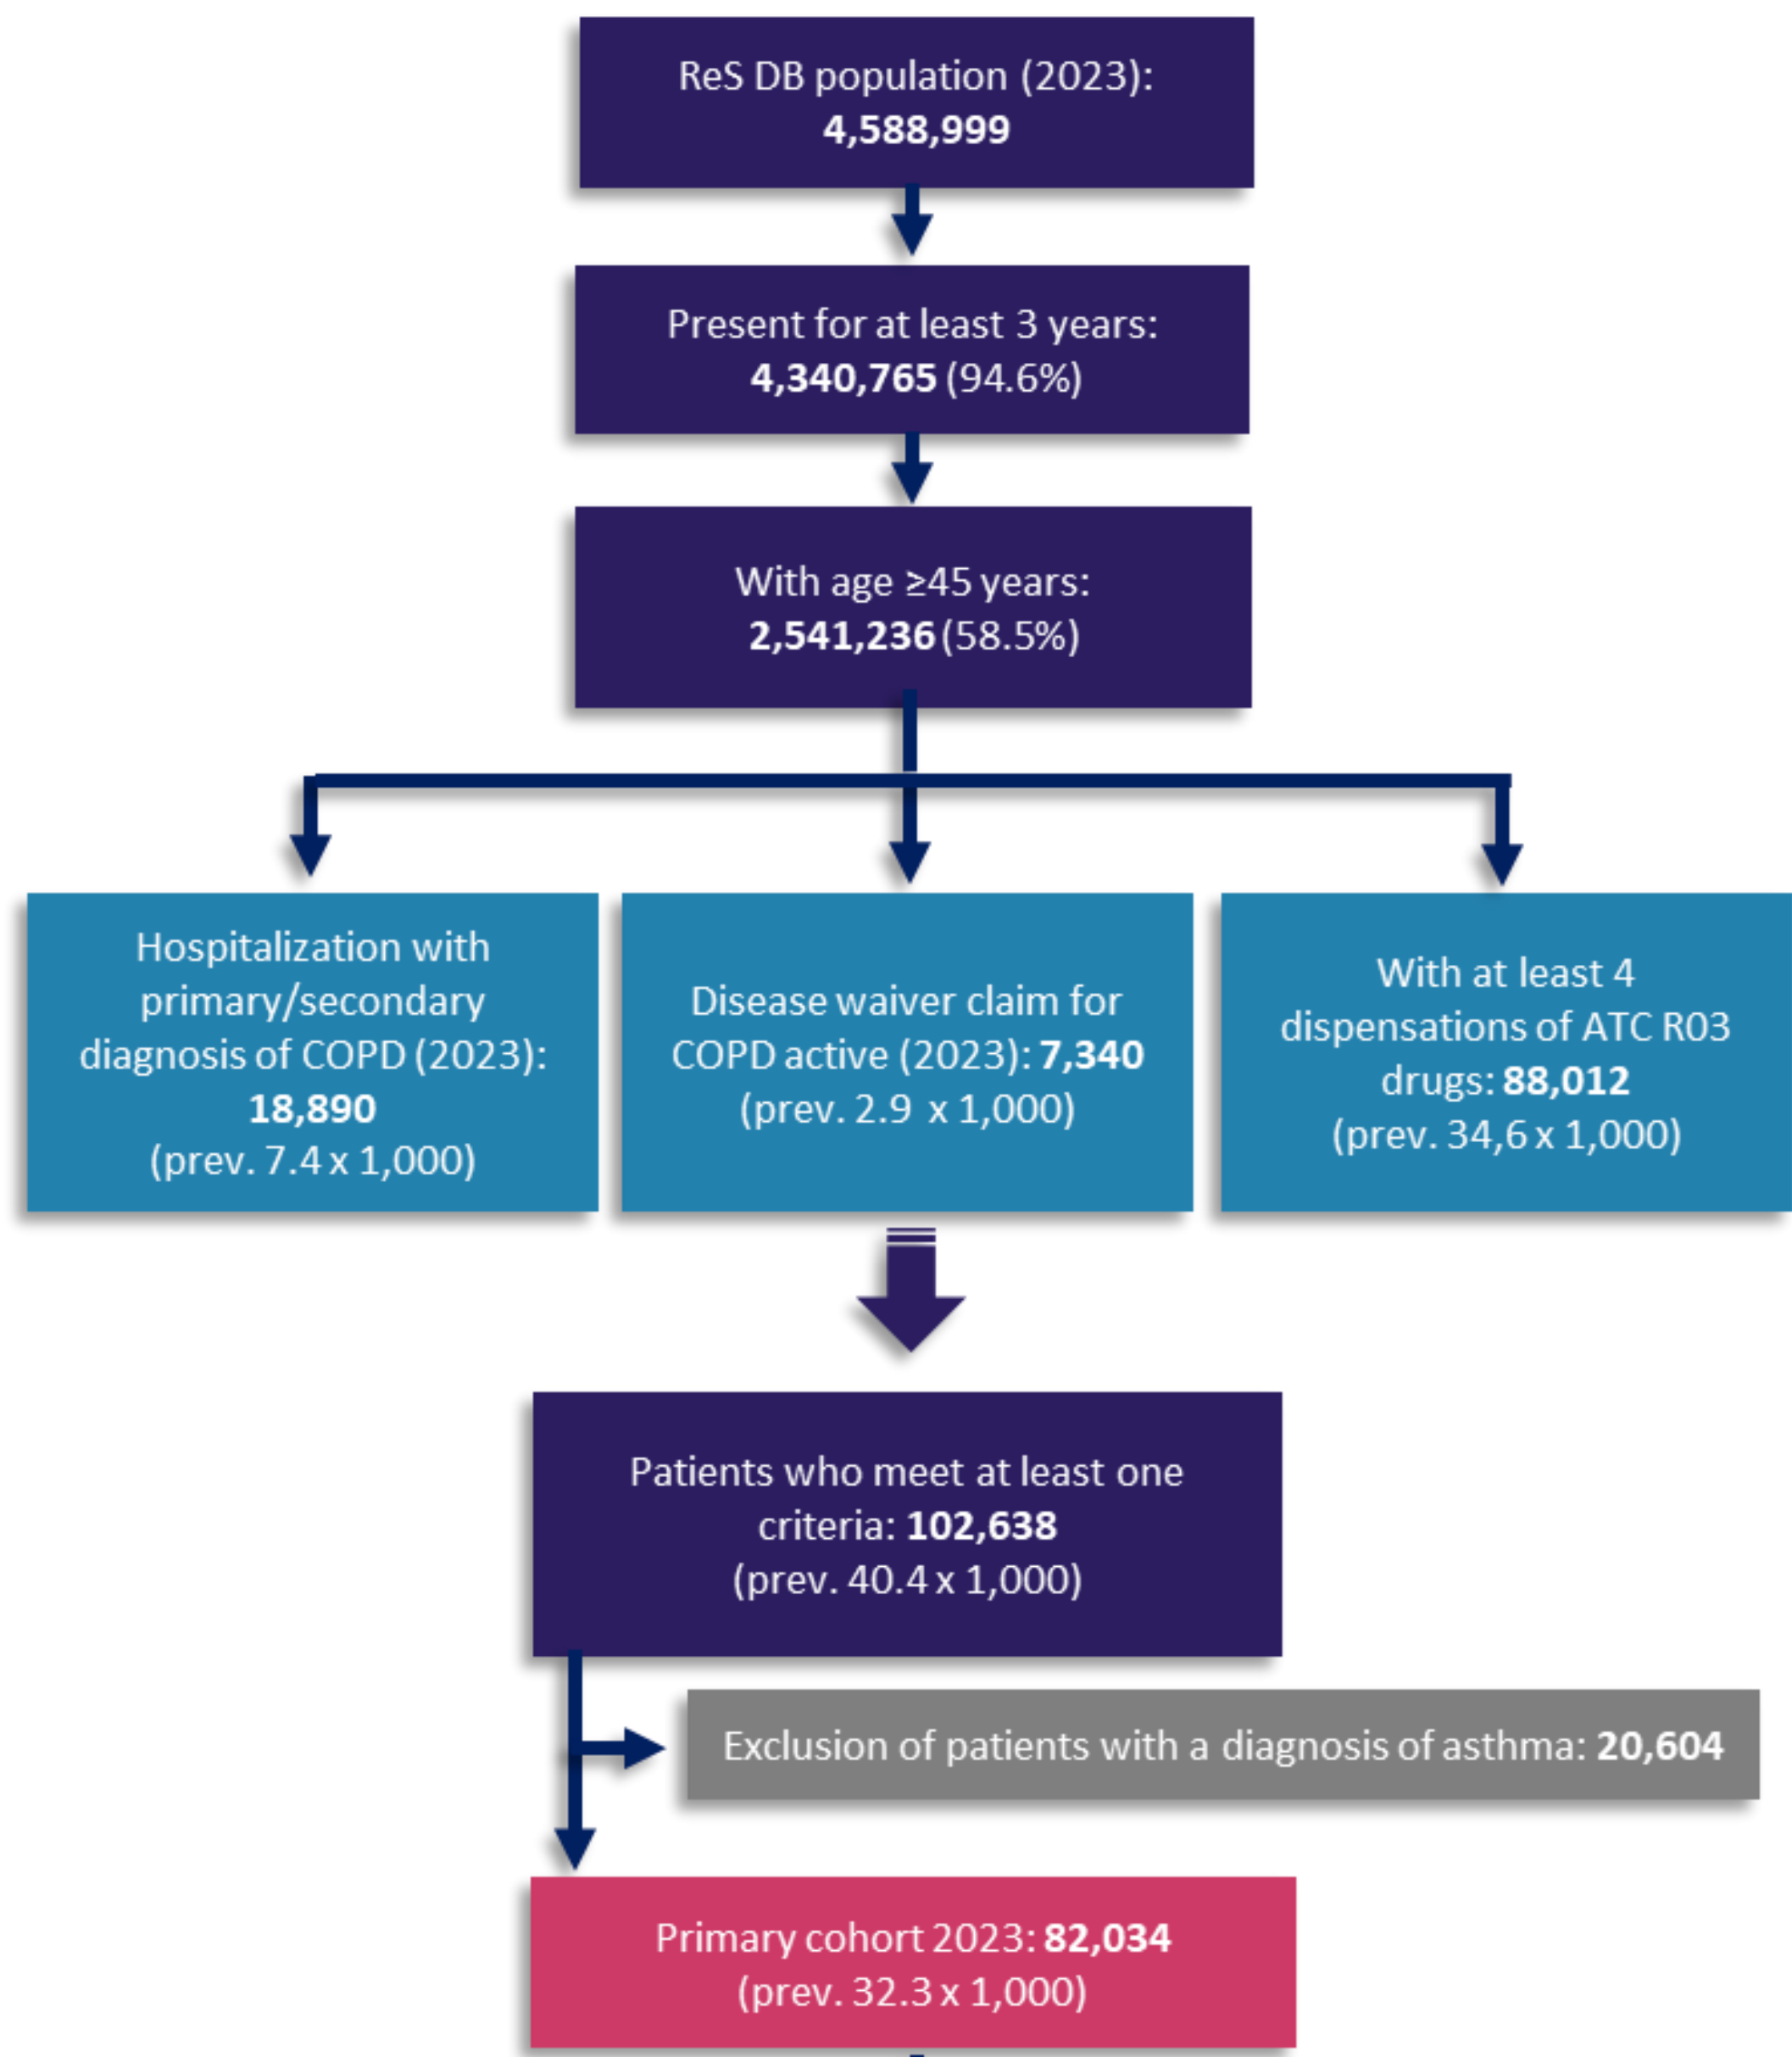 ReS DB population (2023):
4,588,999
Present for at least 3 years:
4,340,765 (94.6%)
With age ≥45 years:
2,541,236 (58.5%)
Hospitalization with
primary/secondary
diagnosis of COPD (2023):
18,890
(prev. 7.4 x 1,000)
Disease waiver claim for
COPD active (2023): 7,340
(prev. 2.9 x 1,000)
With at least 4
dispensations of ATC R03
drugs: 88,012
(prev. 34,6 x 1,000)
Patients who meet at least one
criteria: 102,638
(prev. 40.4 x 1,000)
Exclusion of patients with a diagnosis of asthma: 20,604
Primary cohort 2023: 82,034
(prev. 32.3 x 1,000)